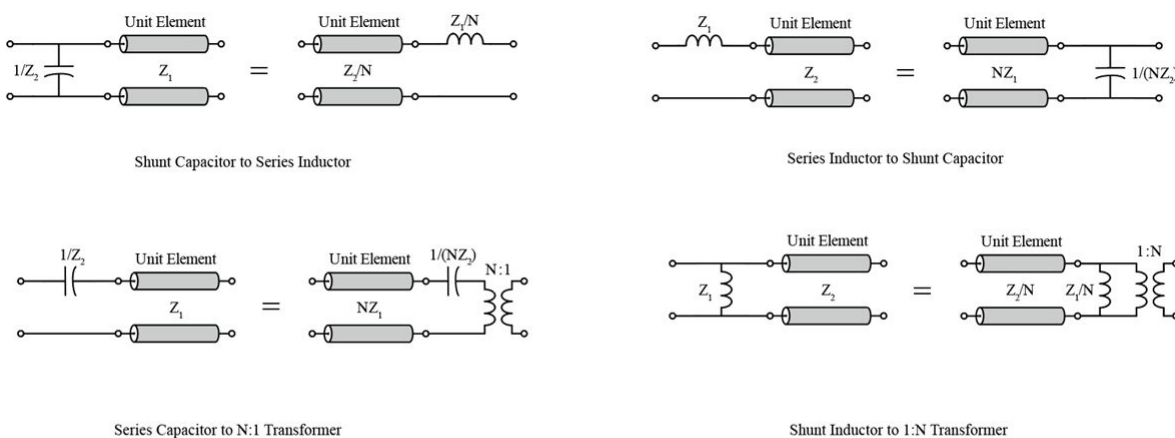 Unit Element
Unit Element
Z₁/N
1/Z₂
Z₁
=
Z₂/N
Shunt Capacitor to Series Inductor
Z₁
Unit Element
Unit Element
Z₂
=
NZ₁
1/(NZ₂)
Series Inductor to Shunt Capacitor
1/Z₂
Unit Element
Unit Element
1/(NZ₂)
N:1
Z₁
=
NZ₁
Series Capacitor to N:1 Transformer
Unit Element
Unit Element
1:N
Z₁
Z₂
=
Z₂/N
Z₁/N
Shunt Inductor to 1:N Transformer